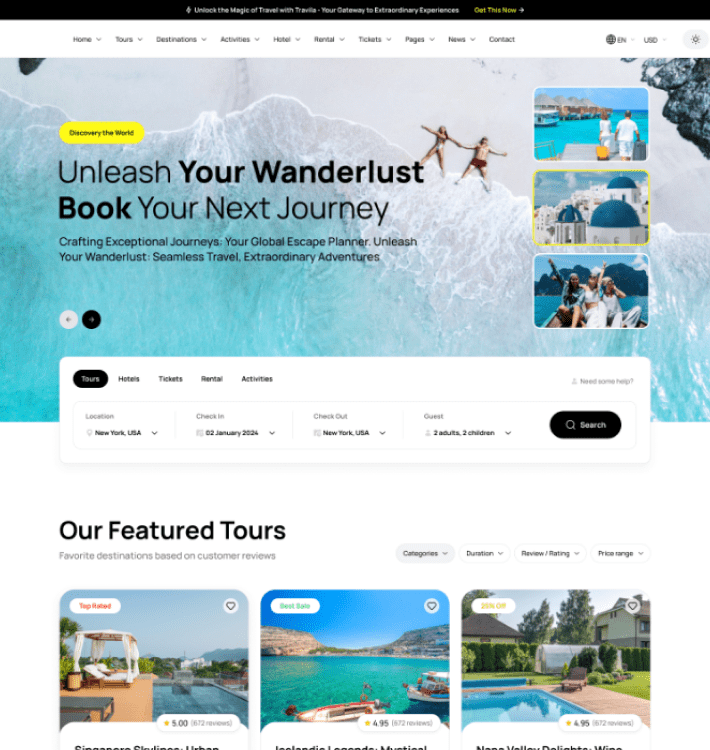 Unlock the Magic of Travel with Travila - Your Gateway to Extraordinary Experiences Get This Now
Home Tours Destinations Activities Hotel Rental Tickets Pages News Contact EN USD
Discovery the World
Unleash Your Wanderlust
Book Your Next Journey
Crafting Exceptional Journeys: Your Global Escape Planner. Unleash
Your Wanderlust: Seamless Travel, Extraordinary Adventures
Tours Hotels Tickets Rental Activities Need some help?
Location Check In Check Out Guest
New York, USA 02 January 2024 New York, USA 2 adults, 2 children Search
Our Featured Tours
Favorite destinations based on customer reviews
Categories Duration Review / Rating Price range
Top Rated Best Sale 25% Off
5.00 (672 reviews) 4.95 (672 reviews) 4.95 (672 reviews)
Singapore Skylines: Urban Icelandic Legends: Mystical Napa Valley Delights: Wine